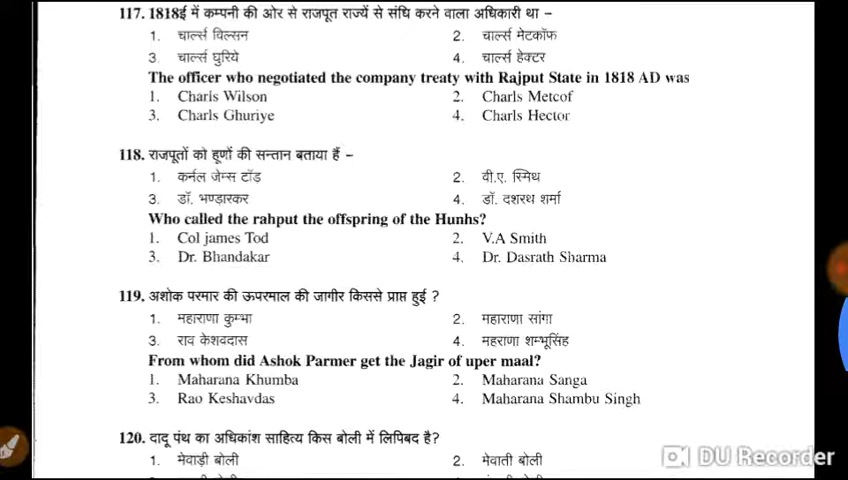 117. 1818ई में कम्पनी की ओर से राजपूत राज्यें से संधि करने वाला अधिकारी था –
1. चार्ल्स विल्सन 2. चार्ल्स मेटकॉफ
3. चार्ल्स घुरिये 4. चार्ल्स हेक्टर
The officer who negotiated the company treaty with Rajput State in 1818 AD was
1. Charls Wilson 2. Charls Metcof
3. Charls Ghuriye 4. Charls Hector
118. राजपूतों को हूणों की सन्तान बताया हैं –
1. कर्नल जेम्स टॉड़ 2. वी.ए. स्मिथ
3. डॉ. भण्ड़ारकर 4. डॉ. दशरथ शर्मा
Who called the rahput the offspring of the Hunhs?
1. Col james Tod 2. V.A Smith
3. Dr. Bhandakar 4. Dr. Dasrath Sharma
119. अशोक परमार की ऊपरमाल की जागीर किससे प्राप्त हुई ?
1. महाराणा कुम्भा 2. महाराणा सांगा
3. राव केशवदास 4. महराणा शम्भूसिंह
From whom did Ashok Parmer get the Jagir of uper maal?
1. Maharana Khumba 2. Maharana Sanga
3. Rao Keshavdas 4. Maharana Shambu Singh
120. दादू पंथ का अधिकांश साहित्य किस बोली में लिपिबद है?
1. मेवाड़ी बोली 2. मेवाती बोली
DU Recorder